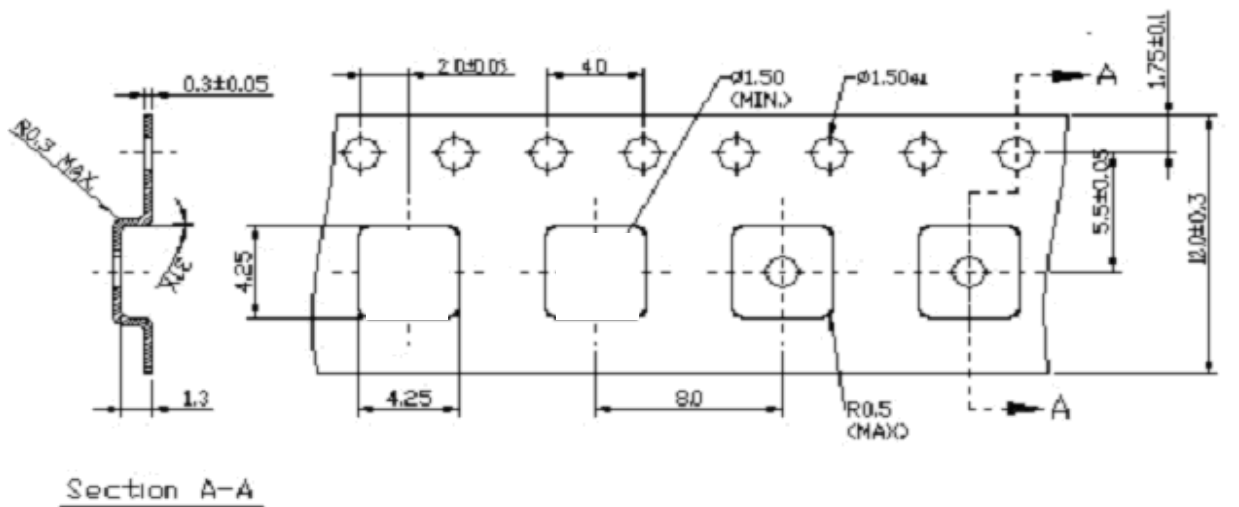 0.3±0.05
R0.3 MAX.
1.3
Section A-A
2.0±0.05
4.0
Ø1.50
(MIN.)
Ø1.50
A
1.75±0.1
5.5±0.05
12.0±0.3
4.25
4.25
8.0
R0.5
(MAX)
A